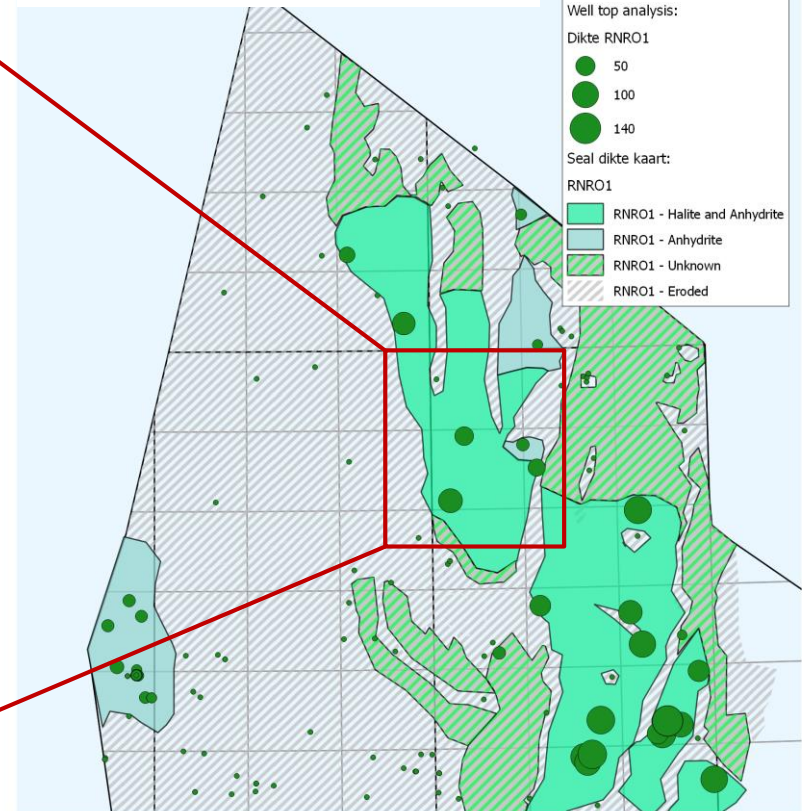 Well top analysis:
Dikte RNRO1
50
100
140
Seal dikte kaart:
RNRO1
RNRO1 - Halite and Anhydrite
RNRO1 - Anhydrite
RNRO1 - Unknown
RNRO1 - Eroded